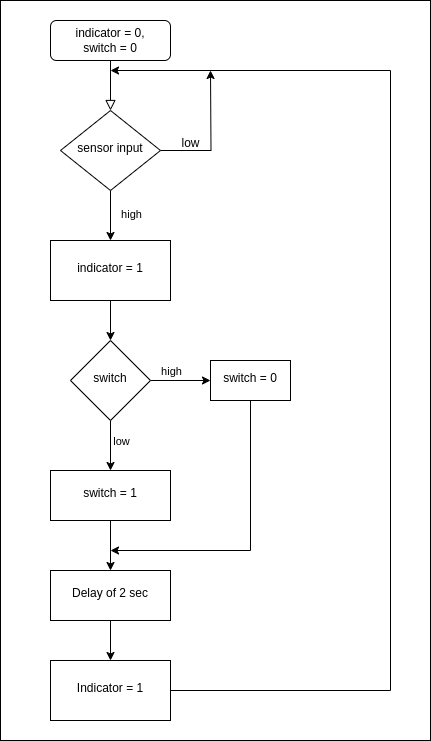 indicator = 0,
switch = 0
sensor input
low
high
indicator = 1
switch
high
switch = 0
low
switch = 1
Delay of 2 sec
Indicator = 1